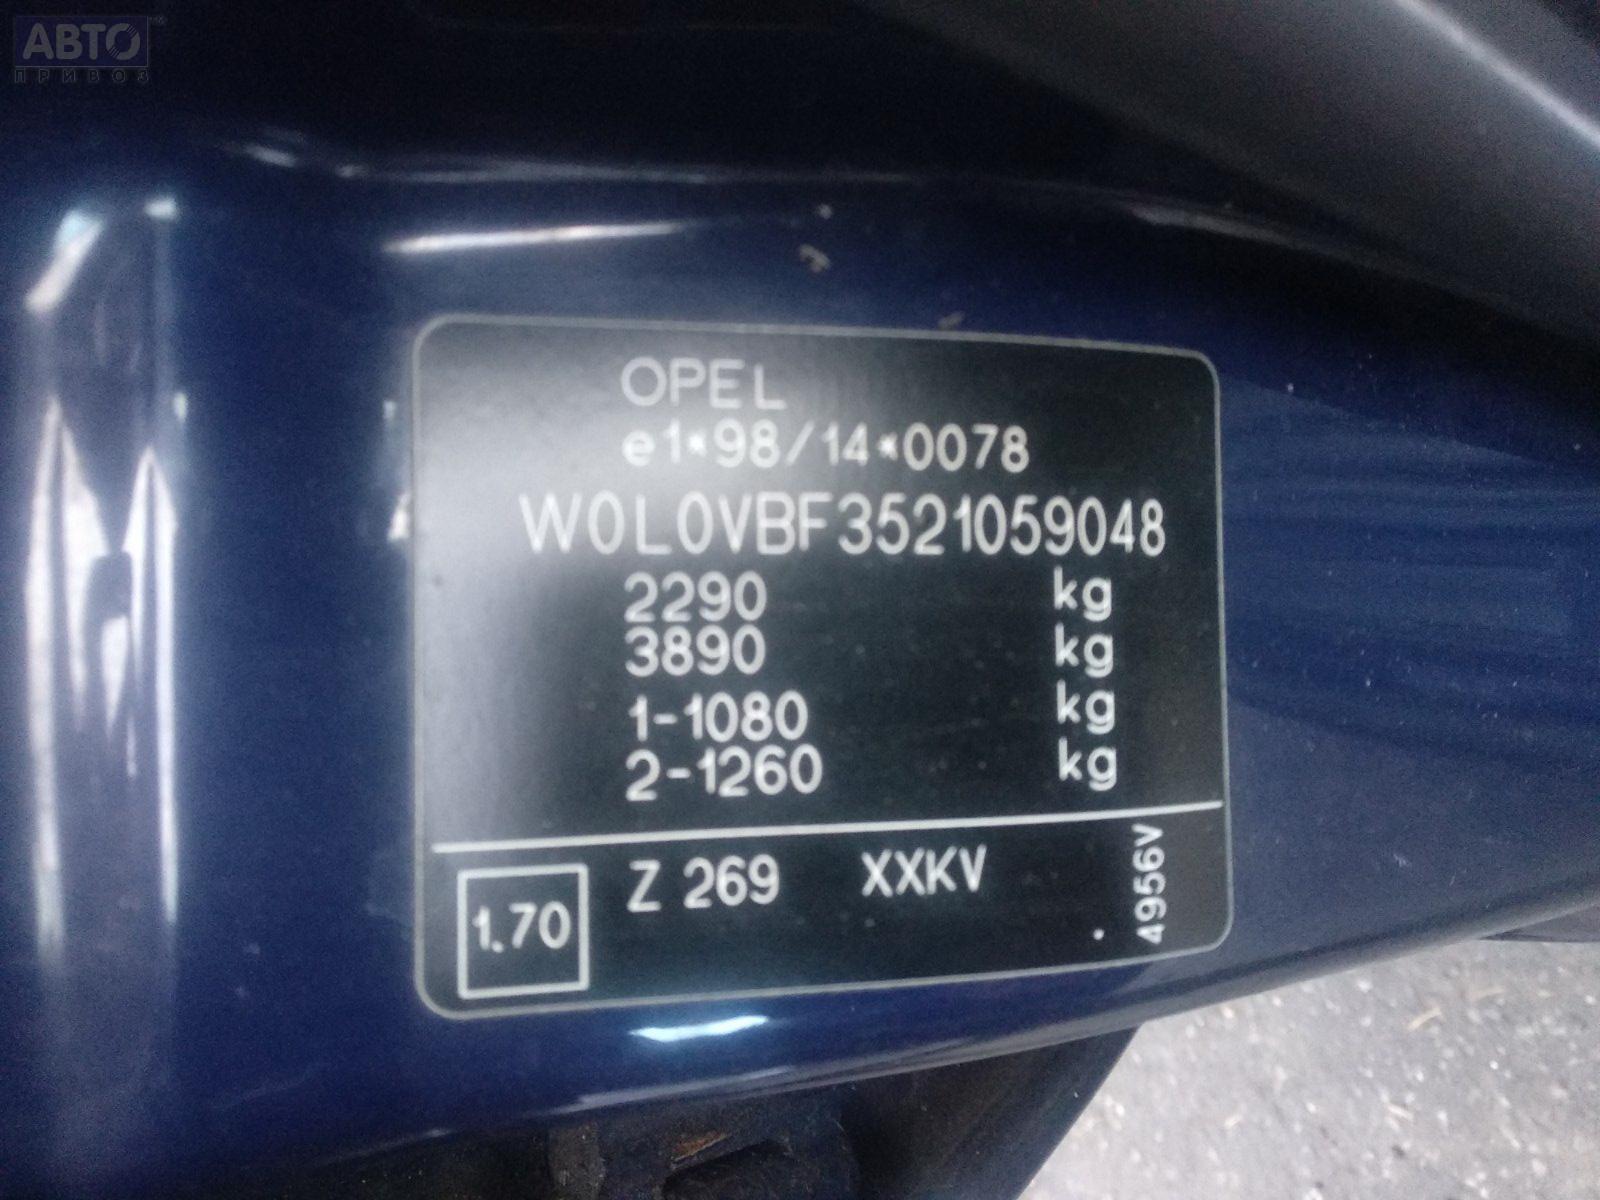 АВТО
ПРИВОЗ
OPEL
e1*98/14*0078
W0L0VBF3521059048
2290 kg
3890 kg
1-1080 kg
2-1260 kg
1.70 Z 269 XXKV
4956V